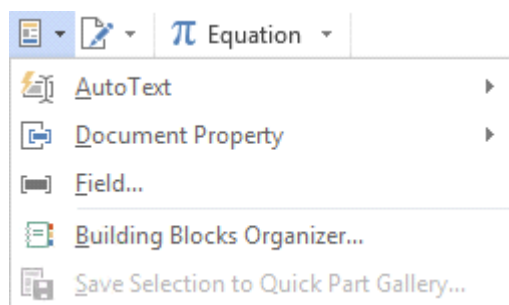 π Equation
AutoText
Document Property
Field...
Building Blocks Organizer...
Save Selection to Quick Part Gallery...